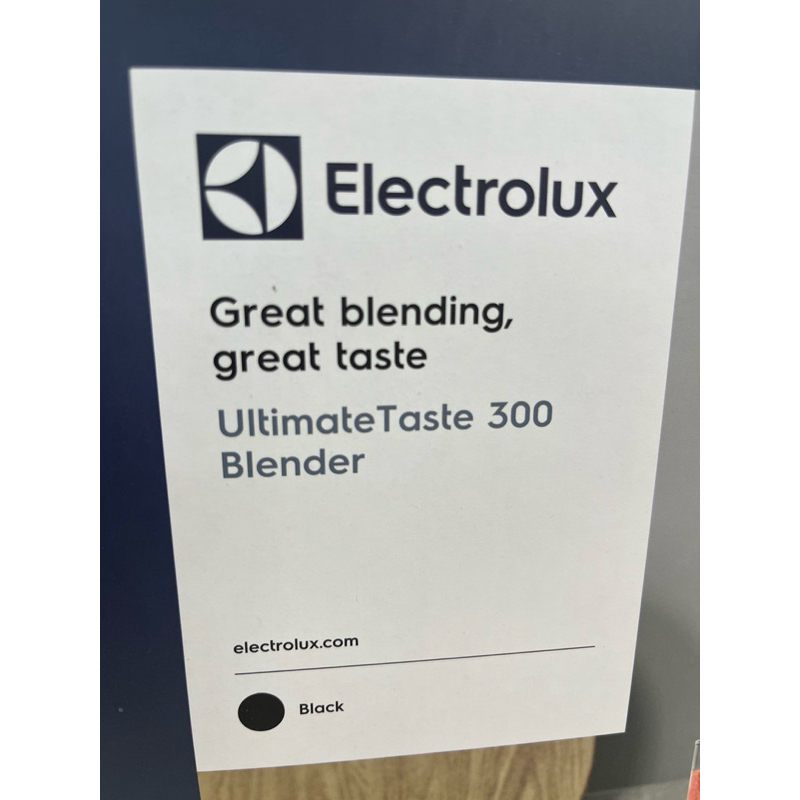 Electrolux
Great blending,
great taste
UltimateTaste 300
Blender
electrolux.com
Black